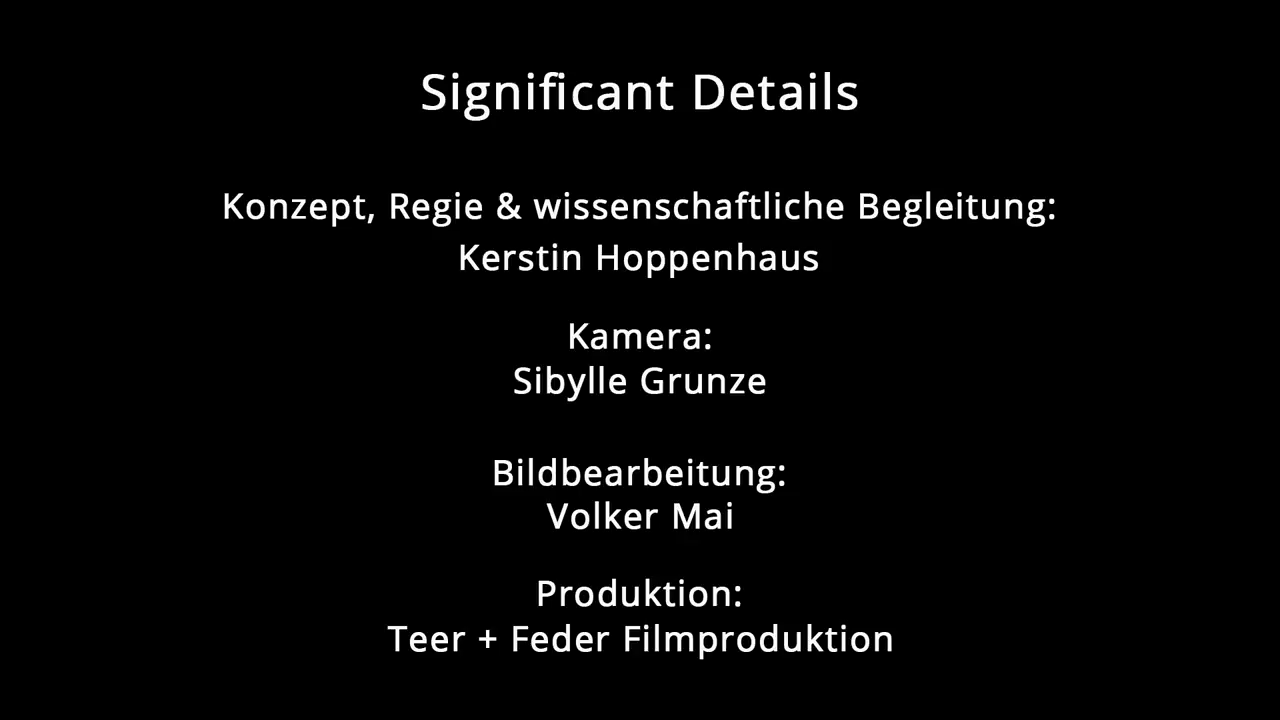 Significant Details
Konzept, Regie & wissenschaftliche Begleitung:
Kerstin Hoppenhaus
Kamera:
Sibylle Grunze
Bildbearbeitung:
Volker Mai
Produktion:
Teer + Feder Filmproduktion